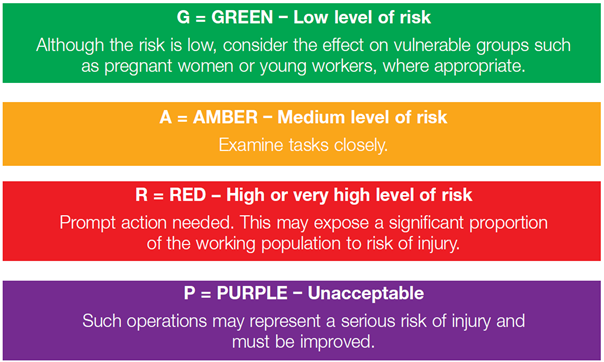 G = GREEN – Low level of risk
Although the risk is low, consider the effect on vulnerable groups such
as pregnant women or young workers, where appropriate.
A = AMBER – Medium level of risk
Examine tasks closely.
R = RED – High or very high level of risk
Prompt action needed. This may expose a significant proportion
of the working population to risk of injury.
P = PURPLE – Unacceptable
Such operations may represent a serious risk of injury and
must be improved.